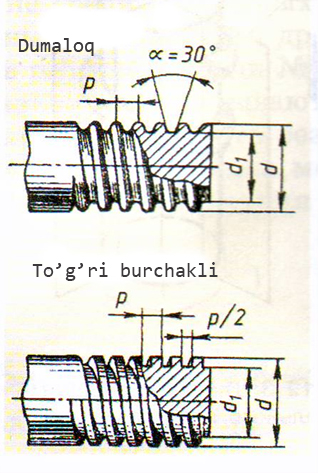 Dumaloq
α=30°
P
d₁
d
To’g’ri burchakli
P
P/2
d₁
d